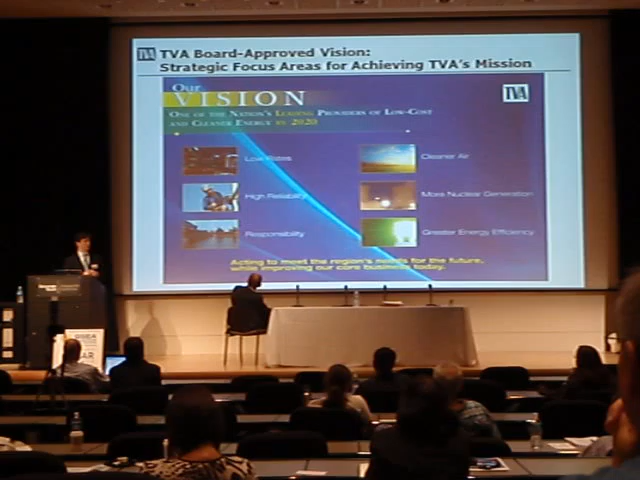 TVA TVA Board-Approved Vision:
Strategic Focus Areas for Achieving TVA's Mission
Our
VISION
TVA
ONE OF THE NATION'S LEADING PROVIDERS OF LOW-COST
AND CLEANER ENERGY BY 2020
Low Rates
Cleaner Air
High Reliability
More Nuclear Generation
Responsibility
Greater Energy Efficiency
Acting to meet the region's needs for the future,
while improving our core business today.